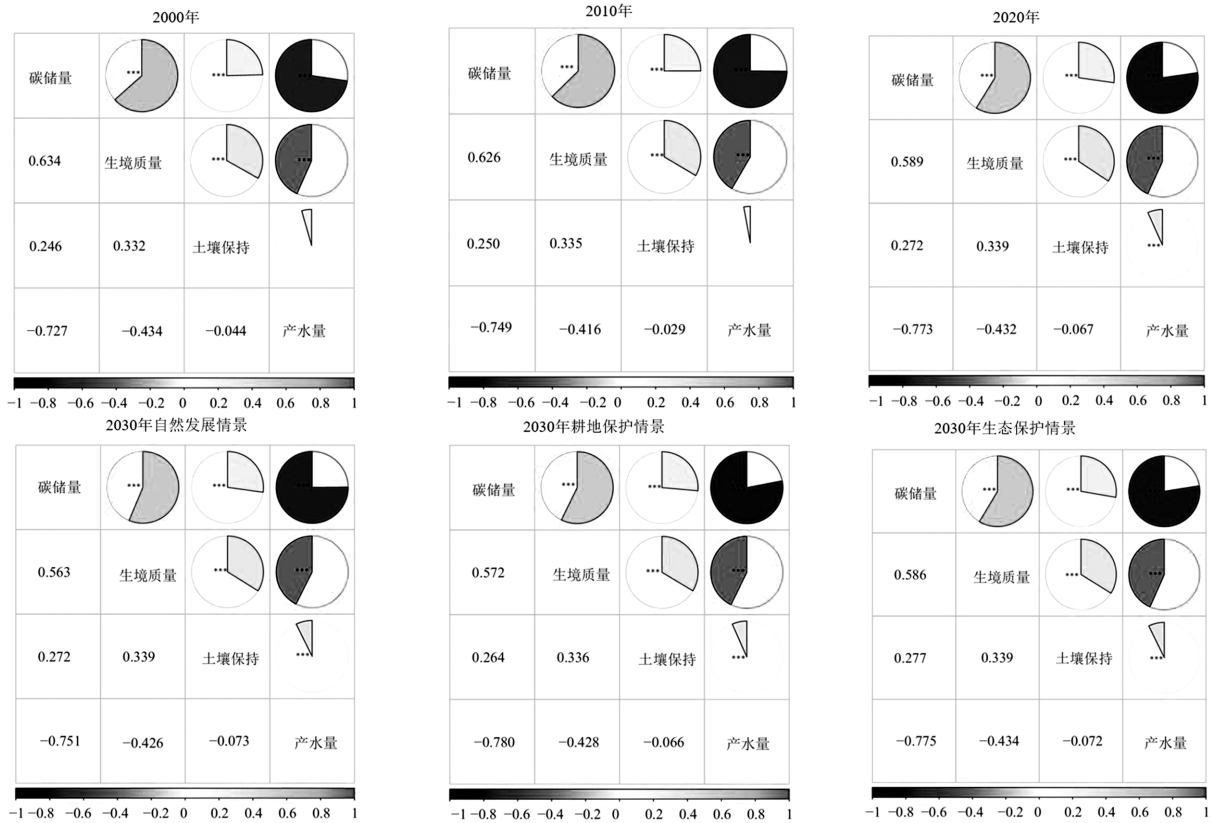 2000年
碳储量 *** *** ***
0.634 生境质量 *** ***
0.246 0.332 土壤保持
−0.727 −0.434 −0.044 产水量
−1 −0.8 −0.6 −0.4 −0.2 0 0.2 0.4 0.6 0.8 1
2010年
碳储量 *** *** ***
0.626 生境质量 *** ***
0.250 0.335 土壤保持
−0.749 −0.416 −0.029 产水量
−1 −0.8 −0.6 −0.4 −0.2 0 0.2 0.4 0.6 0.8 1
2020年
碳储量 *** *** ***
0.589 生境质量 *** ***
0.272 0.339 土壤保持 ***
−0.773 −0.432 −0.067 产水量
−1 −0.8 −0.6 −0.4 −0.2 0 0.2 0.4 0.6 0.8 1
2030年自然发展情景
碳储量 *** *** ***
0.563 生境质量 *** ***
0.272 0.339 土壤保持 ***
−0.751 −0.426 −0.073 产水量
−1 −0.8 −0.6 −0.4 −0.2 0 0.2 0.4 0.6 0.8 1
2030年耕地保护情景
碳储量 *** *** ***
0.572 生境质量 *** ***
0.264 0.336 土壤保持 ***
−0.780 −0.428 −0.066 产水量
−1 −0.8 −0.6 −0.4 −0.2 0 0.2 0.4 0.6 0.8 1
2030年生态保护情景
碳储量 *** *** ***
0.586 生境质量 *** ***
0.277 0.339 土壤保持 ***
−0.775 −0.434 −0.072 产水量
−1 −0.8 −0.6 −0.4 −0.2 0 0.2 0.4 0.6 0.8 1